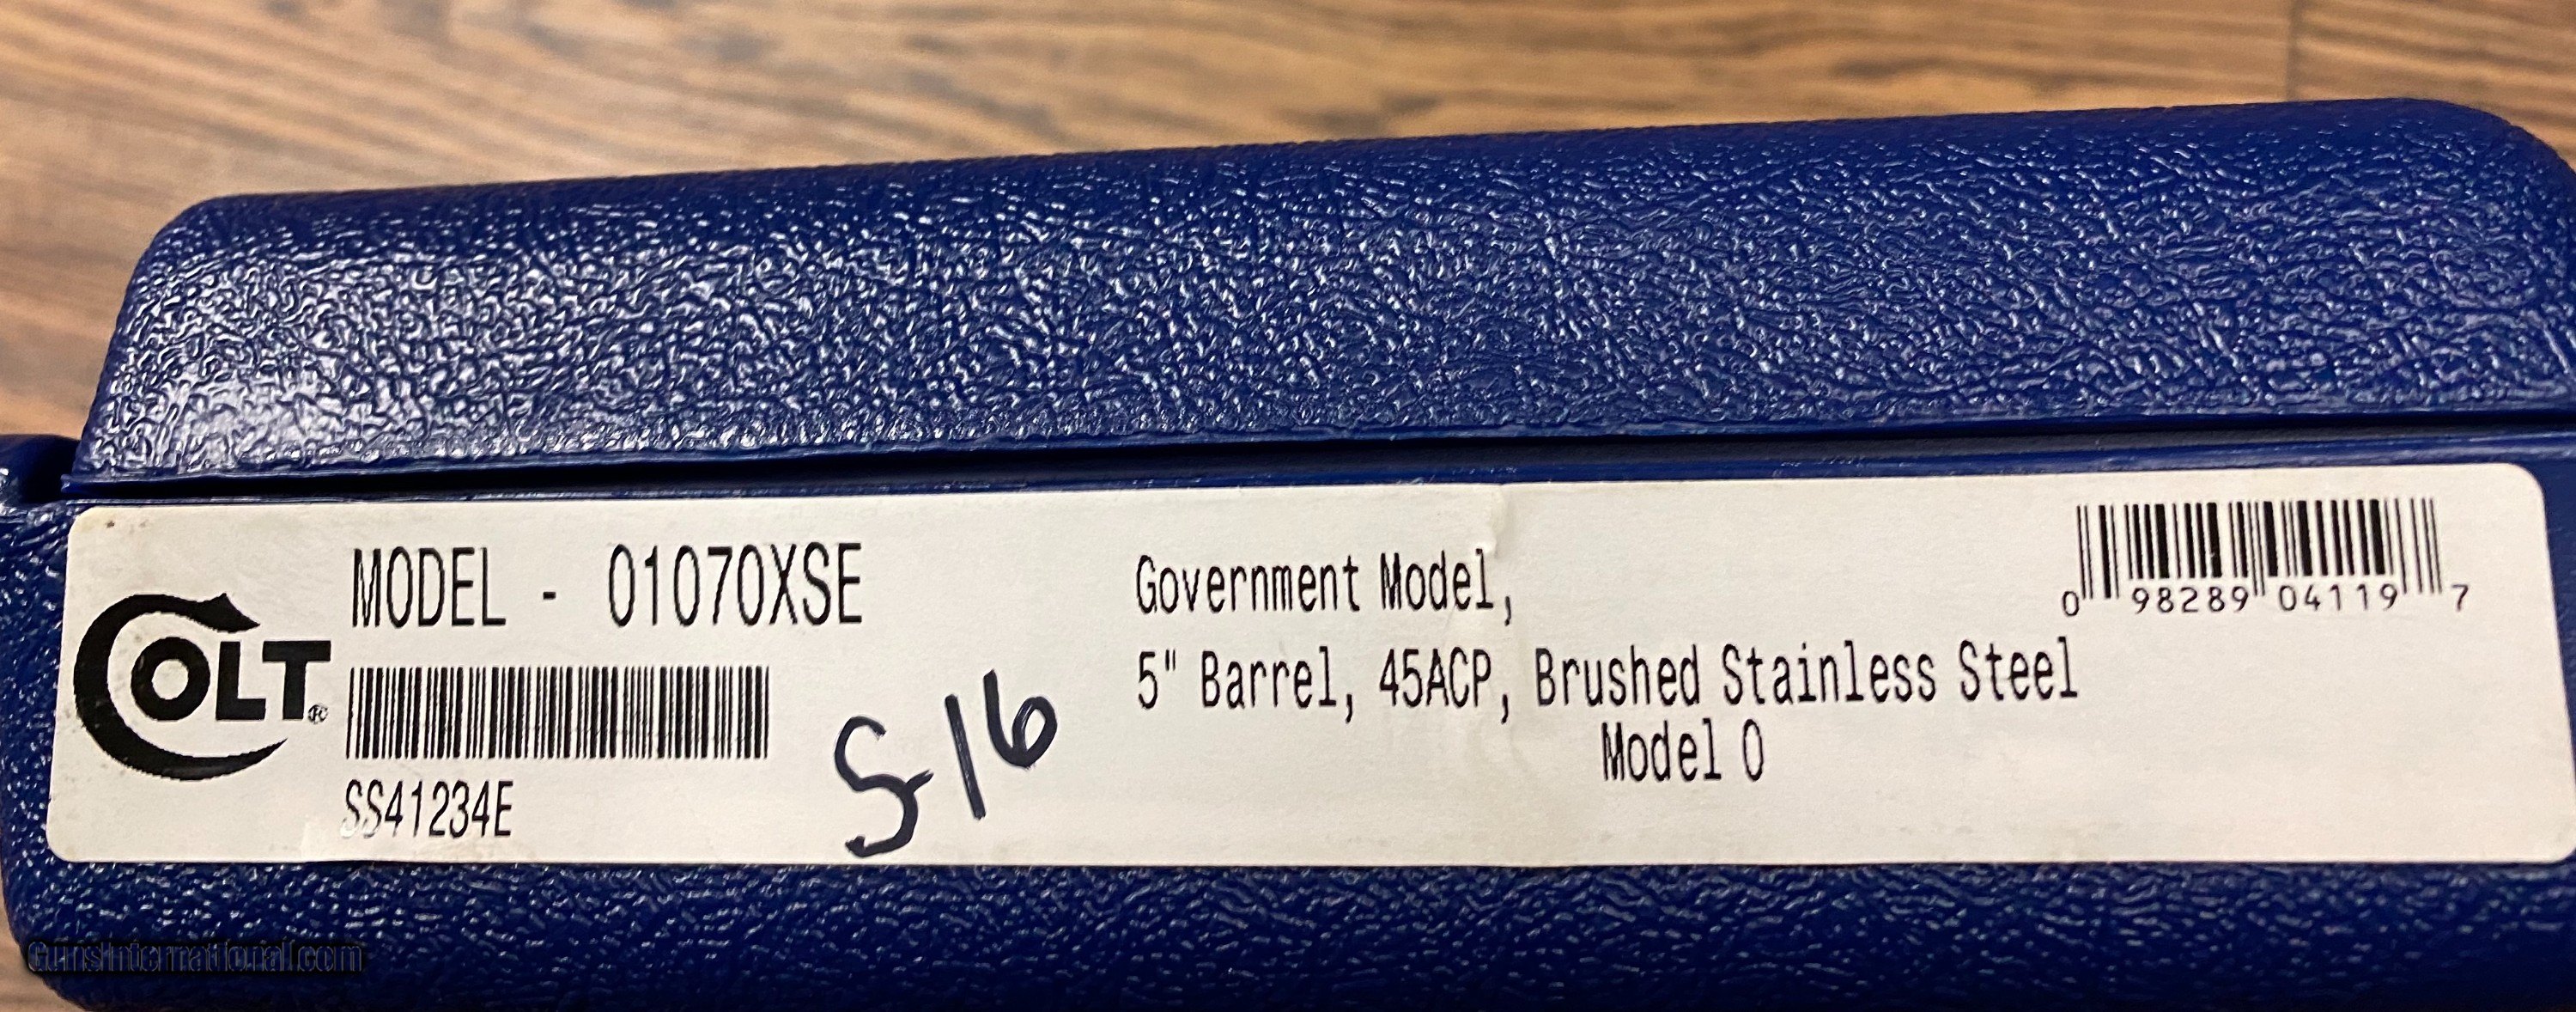 COLT®
MODEL - 01070XSE
SS41234E
S-16
Government Model,
5" Barrel, 45ACP, Brushed Stainless Steel
Model O
0 98289 04119 7
GunsInternational.com